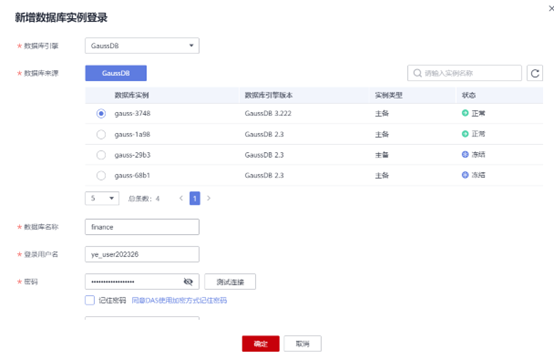 新增数据库实例登录
* 数据库引擎 GaussDB
* 数据库来源 GaussDB 请输入实例名称
数据库实例 数据库引擎版本 实例类型 状态
gauss-3748 GaussDB 3.222 主备 正常
gauss-1a98 GaussDB 2.3 主备 正常
gauss-29b3 GaussDB 2.3 主备 冻结
gauss-68b1 GaussDB 2.3 主备 冻结
5 总条数: 4 < 1 >
* 数据库名称 finance
* 登录用户名 ye_user202326
* 密码 •••••••••••••••••• 测试连接
记住密码 同意DAS使用加密方式记住密码
确定 取消